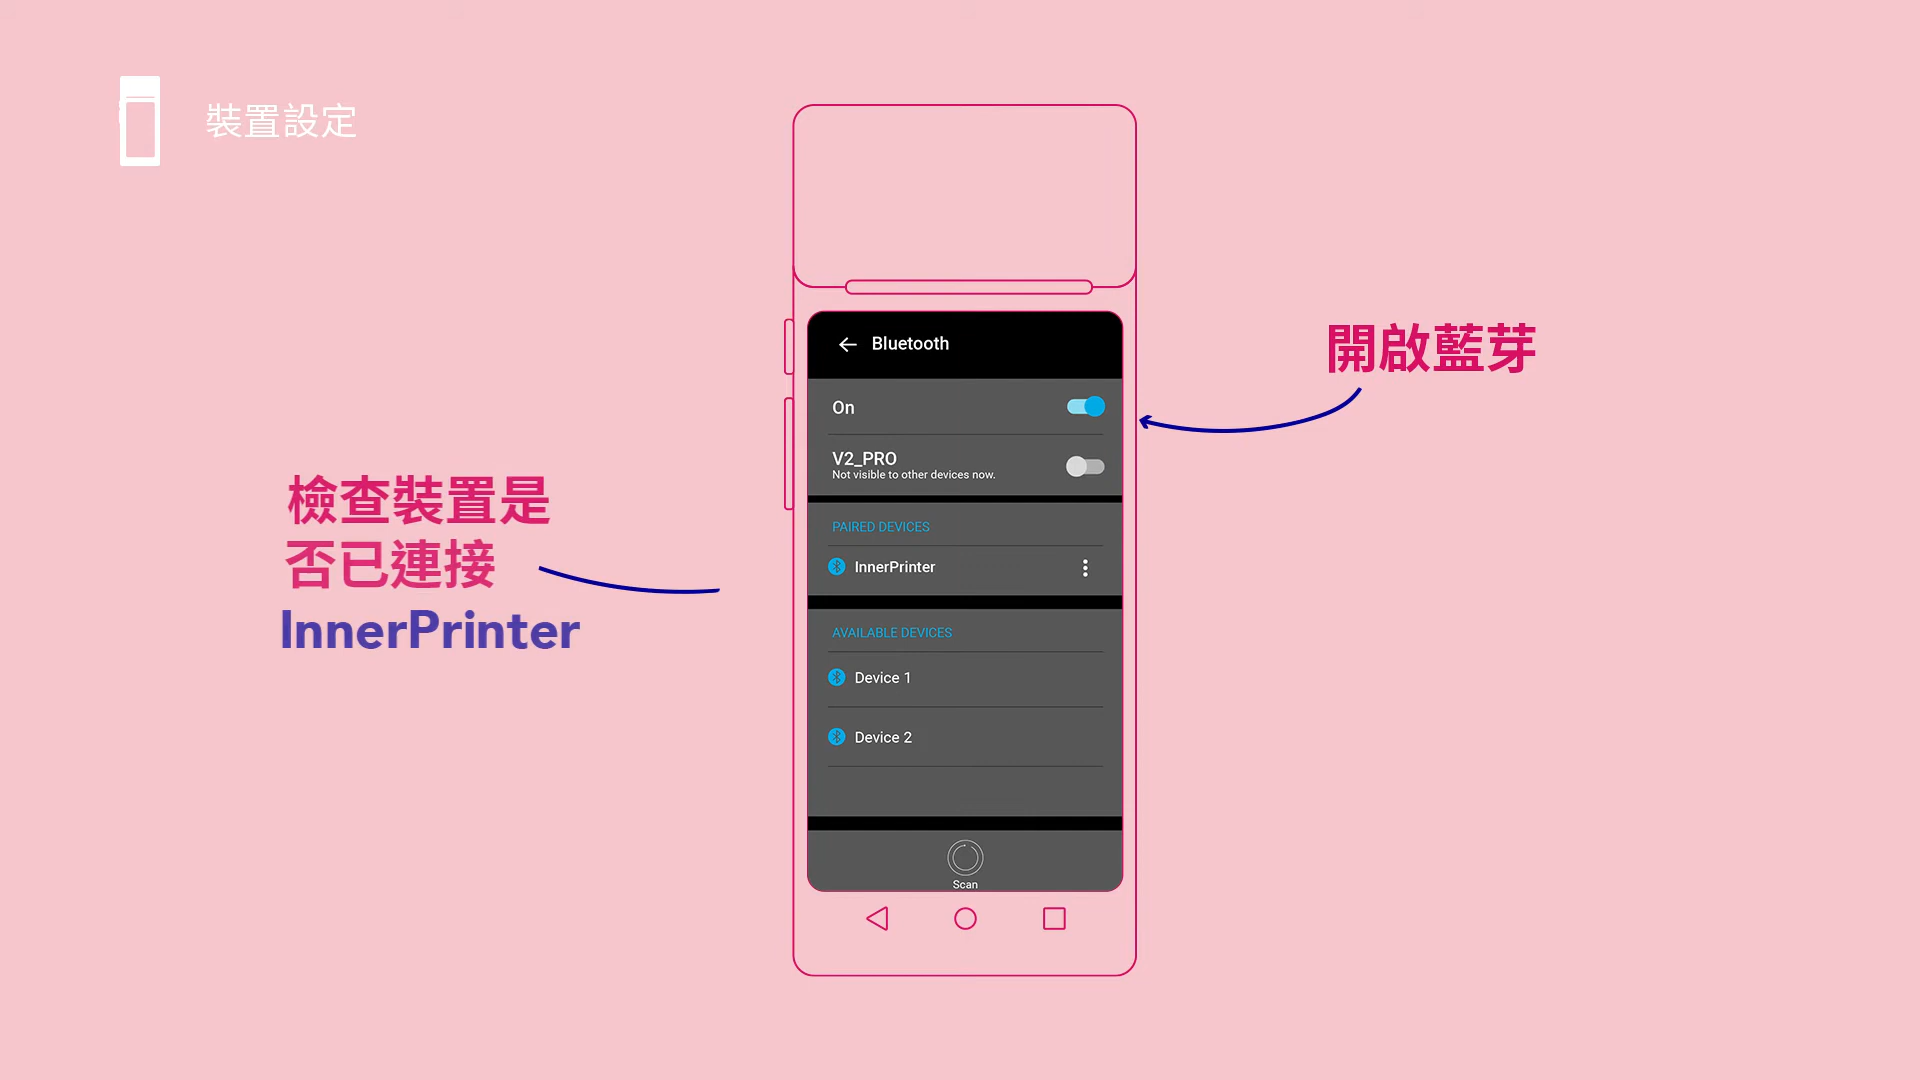 裝置設定
Bluetooth
On
V2_PRO
Not visible to other devices now.
PAIRED DEVICES
InnerPrinter
AVAILABLE DEVICES
Device 1
Device 2
Scan
開啟藍芽
檢查裝置是
否已連接
InnerPrinter